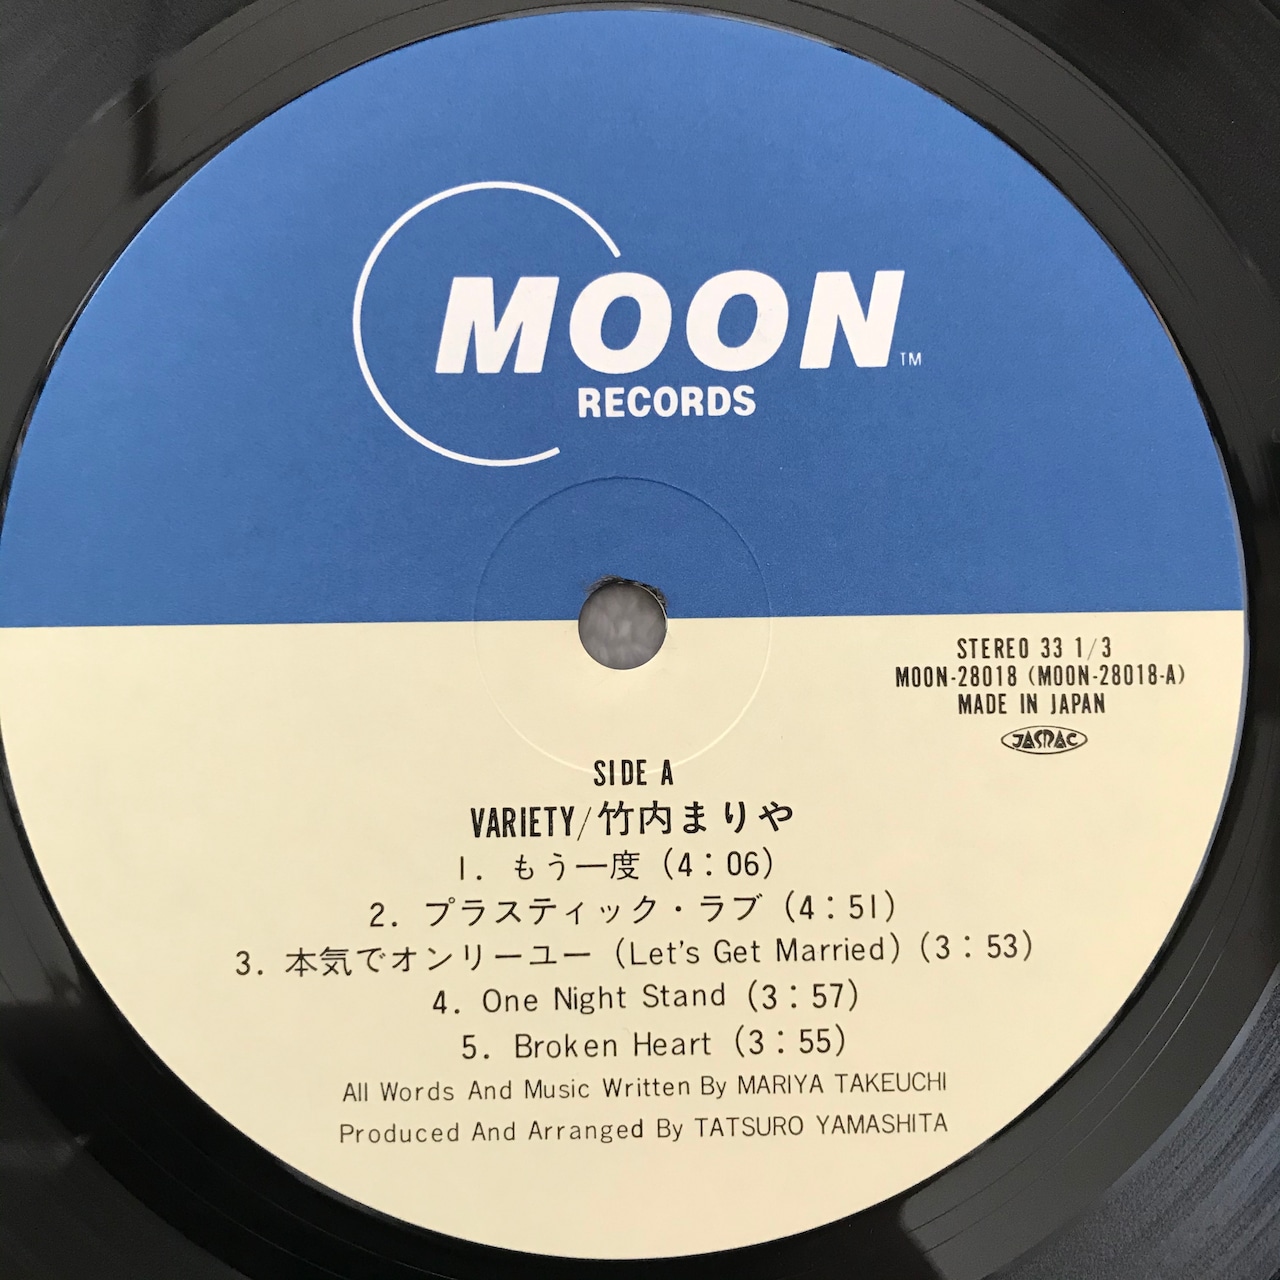 MOON TM
RECORDS
STEREO 33 1/3
MOON-28018 (MOON-28018-A)
MADE IN JAPAN
JASRAC
SIDE A
VARIETY/竹内まりや
1. もう一度 (4:06)
2. プラスティック・ラブ (4:51)
3. 本気でオンリーユー (Let's Get Married) (3:53)
4. One Night Stand (3:57)
5. Broken Heart (3:55)
All Words And Music Written By MARIYA TAKEUCHI
Produced And Arranged By TATSURO YAMASHITA